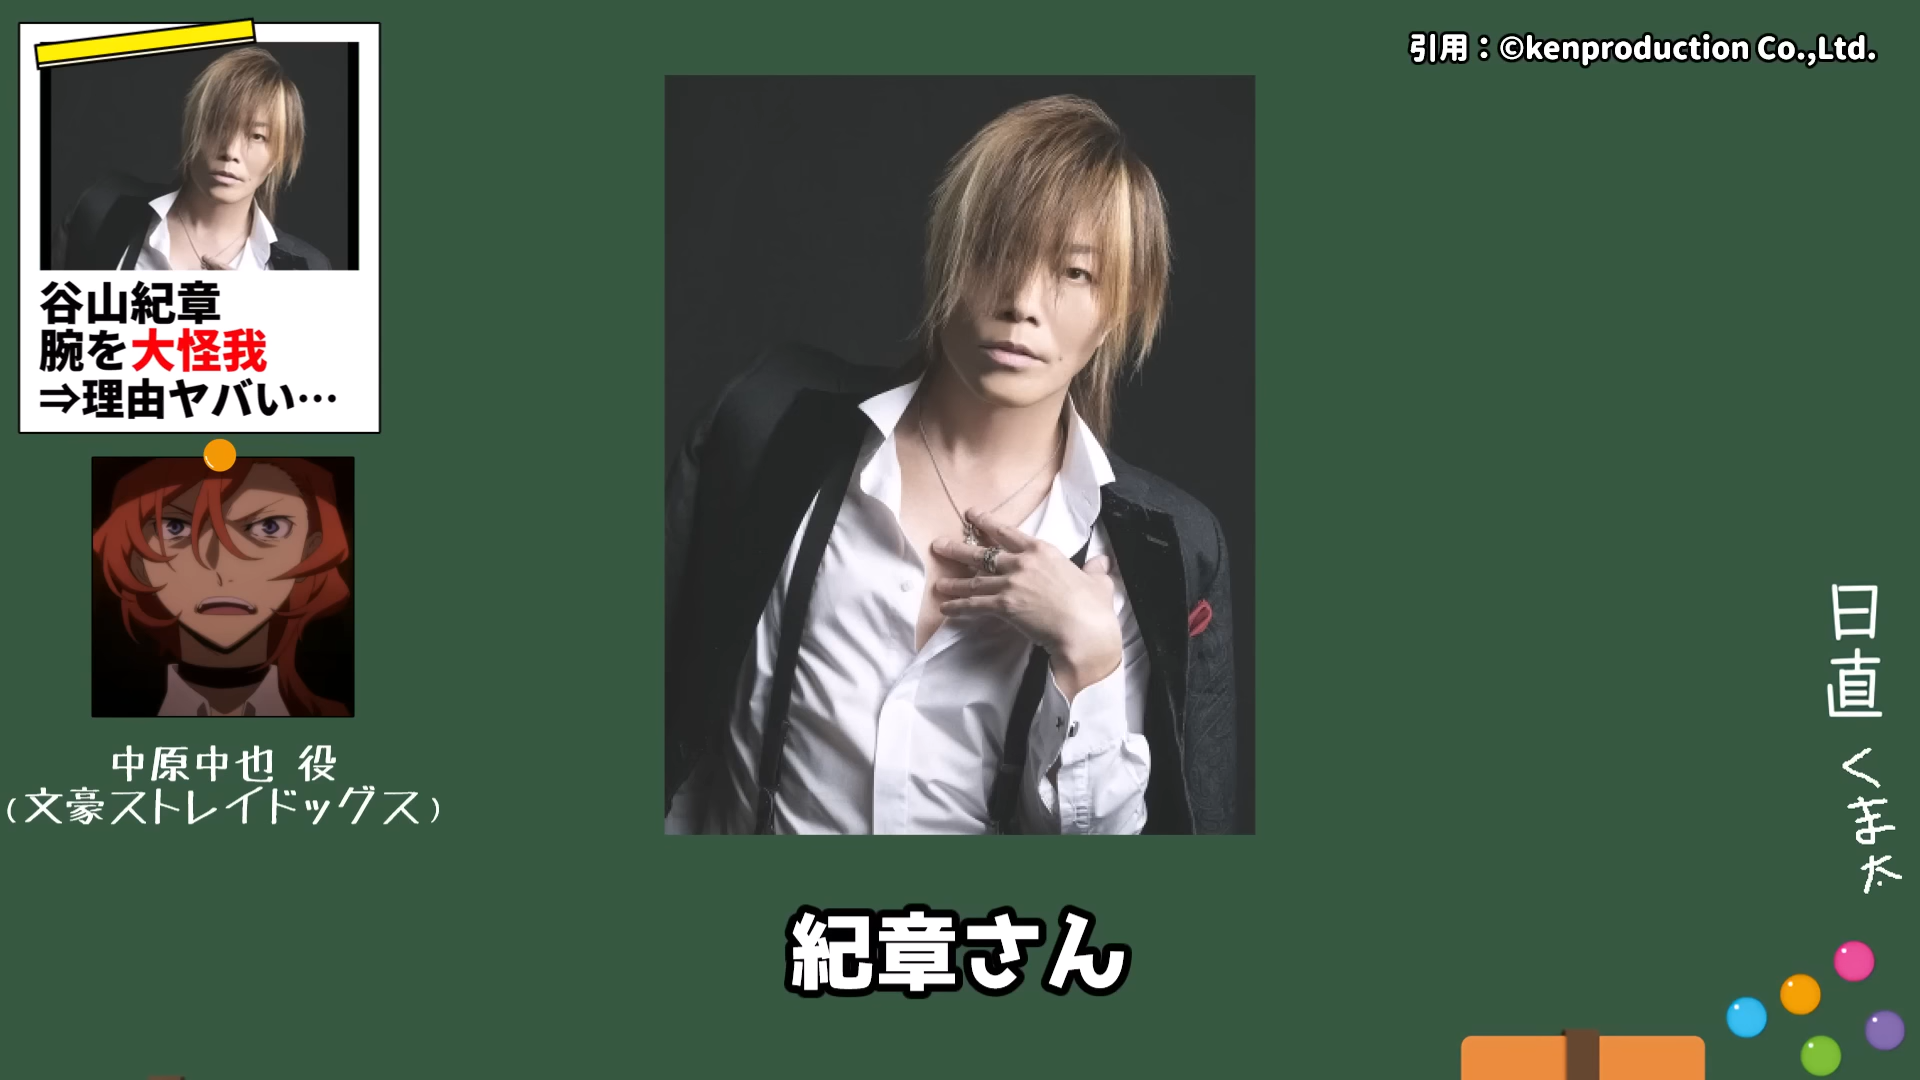 引用：©kenproduction Co.,Ltd.
谷山紀章
腕を大怪我
⇒理由ヤバい…
中原中也 役
(文豪ストレイドッグス)
紀章さん
日直 くま太